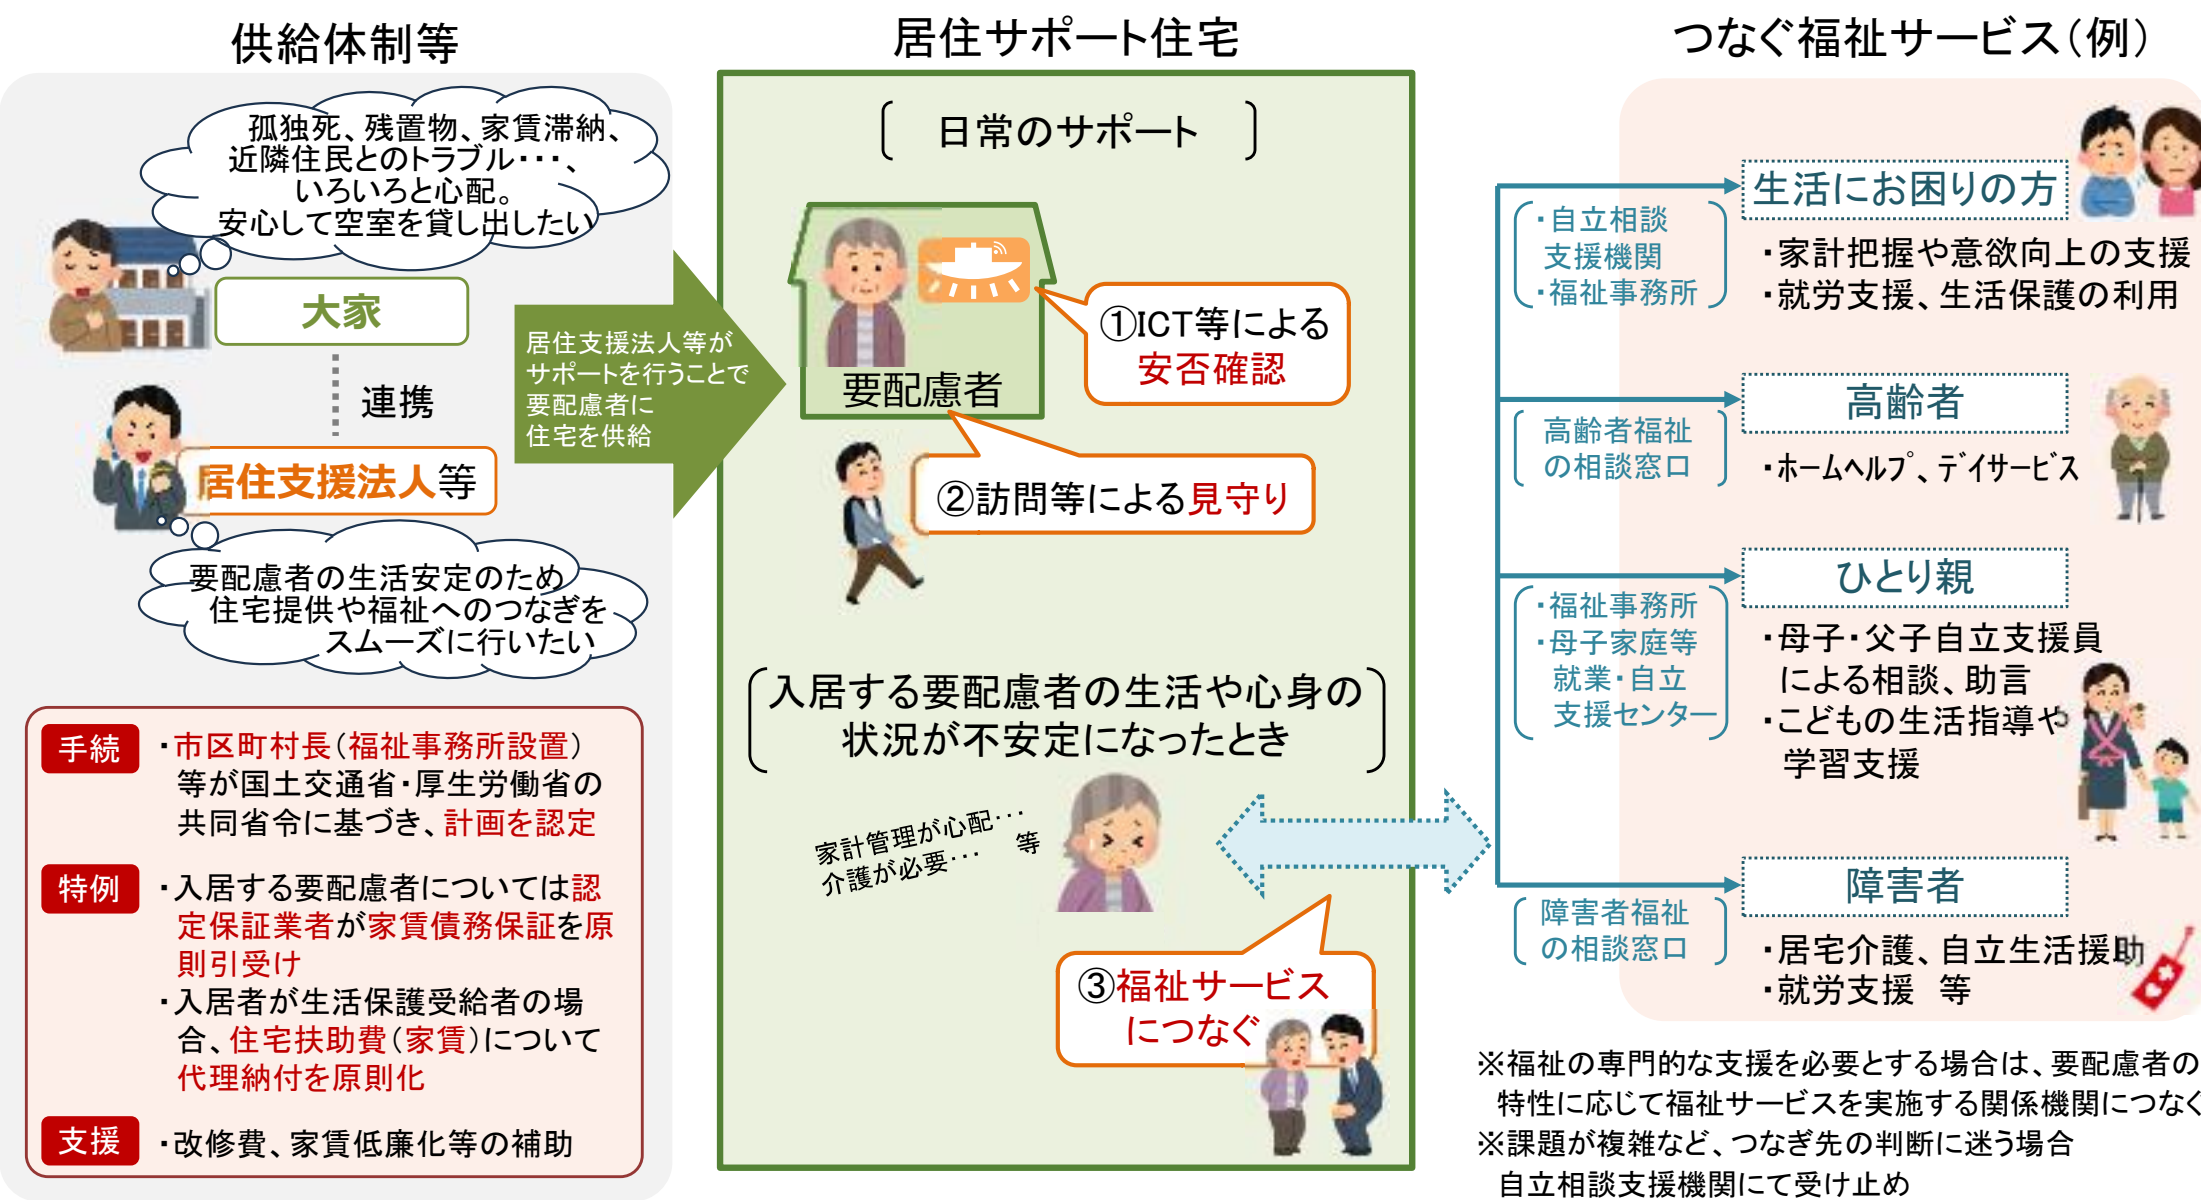 供給体制等
孤独死、残置物、家賃滞納、
近隣住民とのトラブル・・・、
いろいろと心配。
安心して空室を貸し出したい
大家
連携
居住支援法人等
要配慮者の生活安定のため
住宅提供や福祉へのつなぎを
スムーズに行いたい
手続
・市区町村長(福祉事務所設置)
等が国土交通省・厚生労働省の
共同省令に基づき、計画を認定
特例
・入居する要配慮者については認
定保証業者が家賃債務保証を原
則引受け
・入居者が生活保護受給者の場
合、住宅扶助費(家賃)について
代理納付を原則化
支援
・改修費、家賃低廉化等の補助
居住支援法人等が
サポートを行うことで
要配慮者に
住宅を供給
居住サポート住宅
日常のサポート
①ICT等による
安否確認
要配慮者
②訪問等による見守り
入居する要配慮者の生活や心身の
状況が不安定になったとき
家計管理が心配・・・
介護が必要・・・ 等
③福祉サービス
につなぐ
つなぐ福祉サービス(例)
生活にお困りの方
・自立相談
支援機関
・福祉事務所
・家計把握や意欲向上の支援
・就労支援、生活保護の利用
高齢者
高齢者福祉
の相談窓口
・ホームヘルプ、デイサービス
ひとり親
・福祉事務所
・母子家庭等
就業・自立
支援センター
・母子・父子自立支援員
による相談、助言
・こどもの生活指導や
学習支援
障害者
障害者福祉
の相談窓口
・居宅介護、自立生活援助
・就労支援 等
※福祉の専門的な支援を必要とする場合は、要配慮者の
特性に応じて福祉サービスを実施する関係機関につなぐ
※課題が複雑など、つなぎ先の判断に迷う場合
自立相談支援機関にて受け止め